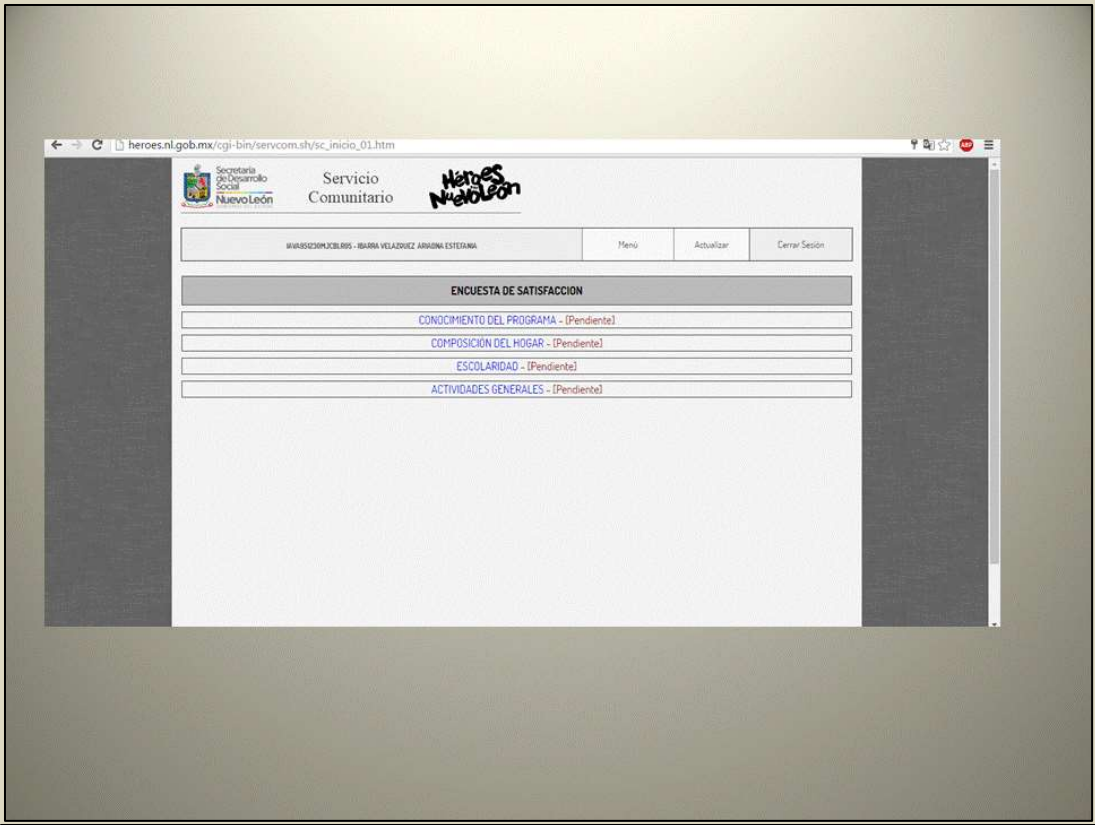 heroes.nl.gob.mx/cgi-bin/servcom.sh/sc_inicio_01.htm
ABP
Secretaría
de Desarrollo
Social
Nuevo León
Servicio
Comunitario
Héroes
Nuevo León
IBARRA VELAZQUEZ ARIADNA ESTEFANIA
Menú
Actualizar
Cerrar Sesión
ENCUESTA DE SATISFACCION
CONOCIMIENTO DEL PROGRAMA - [Pendiente]
COMPOSICIÓN DEL HOGAR - [Pendiente]
ESCOLARIDAD - [Pendiente]
ACTIVIDADES GENERALES - [Pendiente]